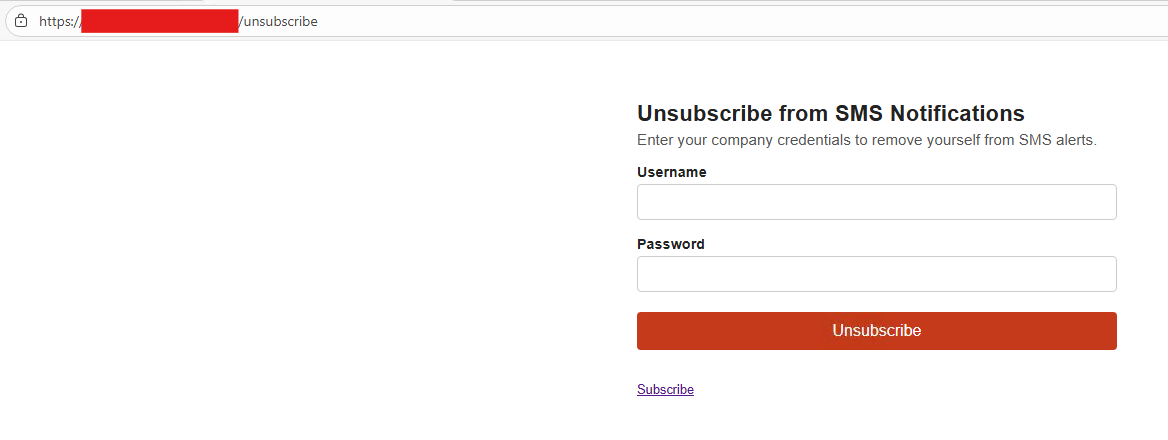 https://
/unsubscribe
Unsubscribe from SMS Notifications
Enter your company credentials to remove yourself from SMS alerts.
Username
Password
Unsubscribe
Subscribe